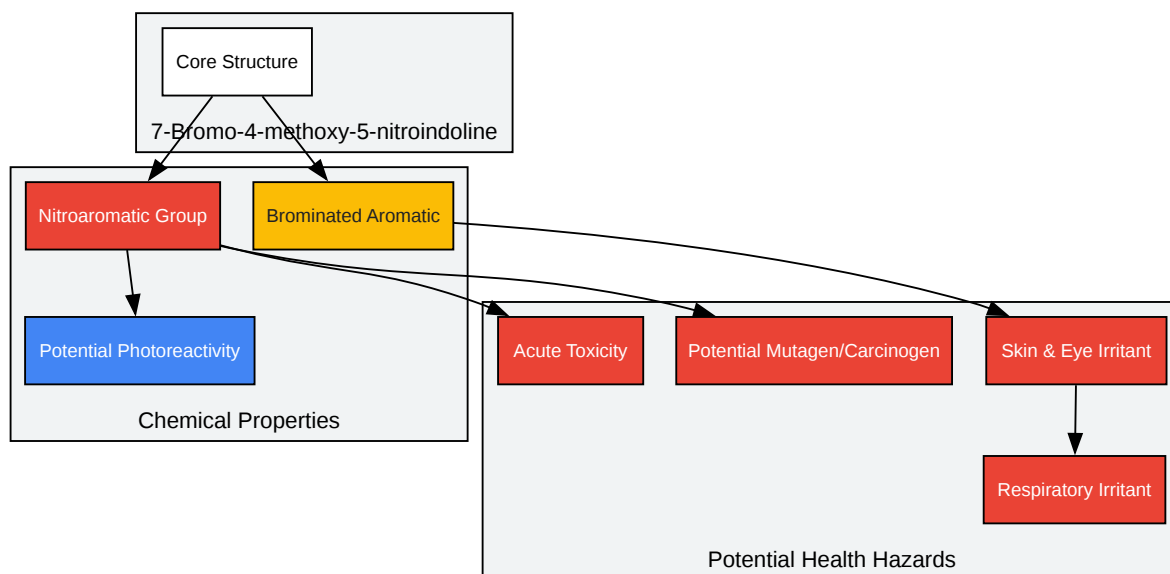 Core Structure
7-Bromo-4-methoxy-5-nitroindoline
Nitroaromatic Group
Brominated Aromatic
Potential Photoreactivity
Acute Toxicity
Potential Mutagen/Carcinogen
Skin & Eye Irritant
Chemical Properties
Respiratory Irritant
Potential Health Hazards